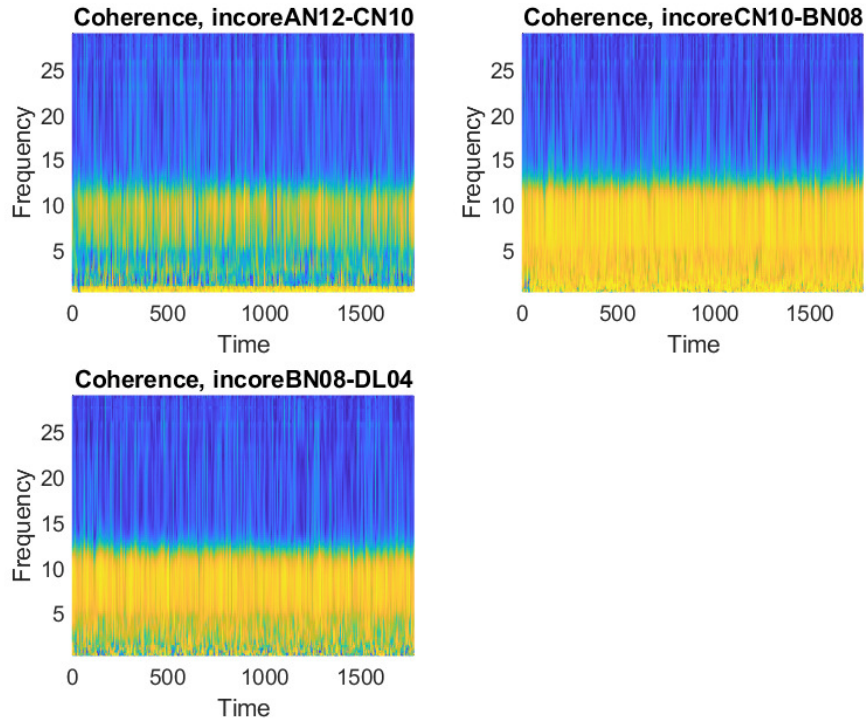 Coherence, incoreAN12-CN10
25
20
15
10
5
Frequency
0 500 1000 1500
Time
Coherence, incoreCN10-BN08
25
20
15
10
5
Frequency
0 500 1000 1500
Time
Coherence, incoreBN08-DL04
25
20
15
10
5
Frequency
0 500 1000 1500
Time